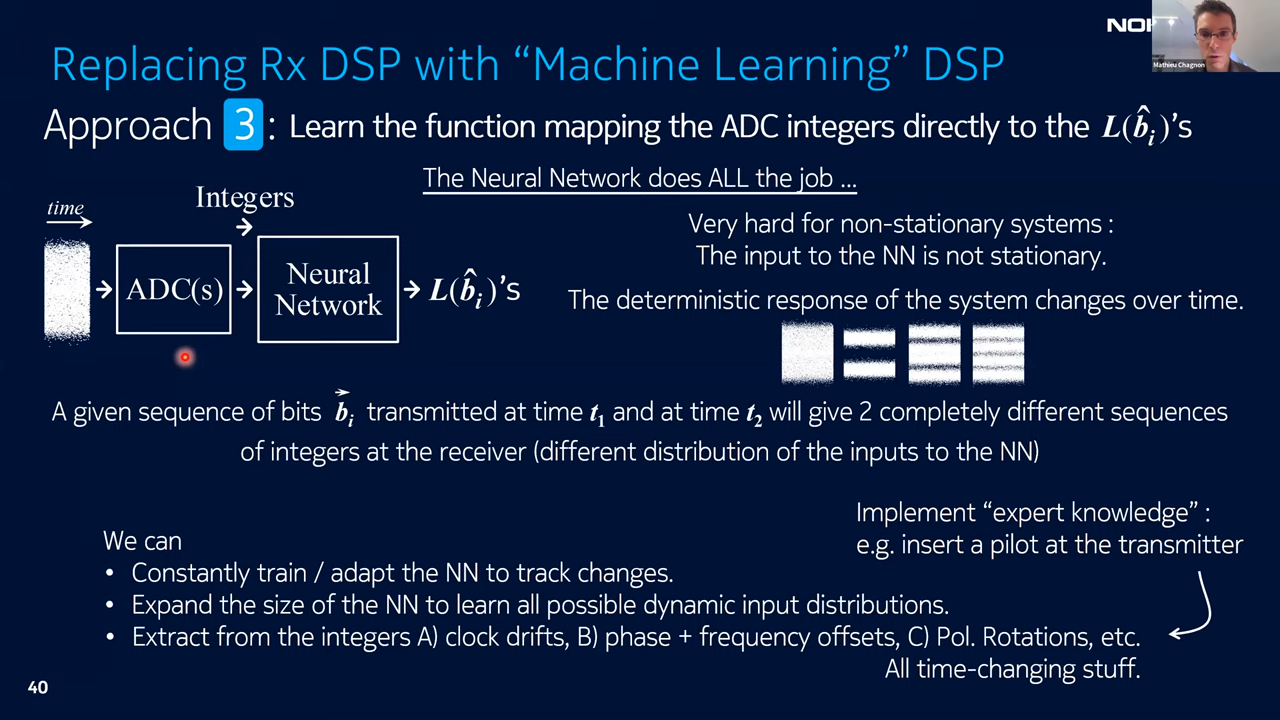 NOK
Mathieu Chagnon
Replacing Rx DSP with “Machine Learning” DSP
Approach 3 : Learn the function mapping the ADC integers directly to the L(b̂ᵢ)’s
The Neural Network does ALL the job ...
time
Integers
ADC(s)
Neural
Network
L(b̂ᵢ)’s
Very hard for non-stationary systems :
The input to the NN is not stationary.
The deterministic response of the system changes over time.
A given sequence of bits b⃗ᵢ transmitted at time t₁ and at time t₂ will give 2 completely different sequences
of integers at the receiver (different distribution of the inputs to the NN)
Implement “expert knowledge” :
e.g. insert a pilot at the transmitter
We can
• Constantly train / adapt the NN to track changes.
• Expand the size of the NN to learn all possible dynamic input distributions.
• Extract from the integers A) clock drifts, B) phase + frequency offsets, C) Pol. Rotations, etc.
All time-changing stuff.
40